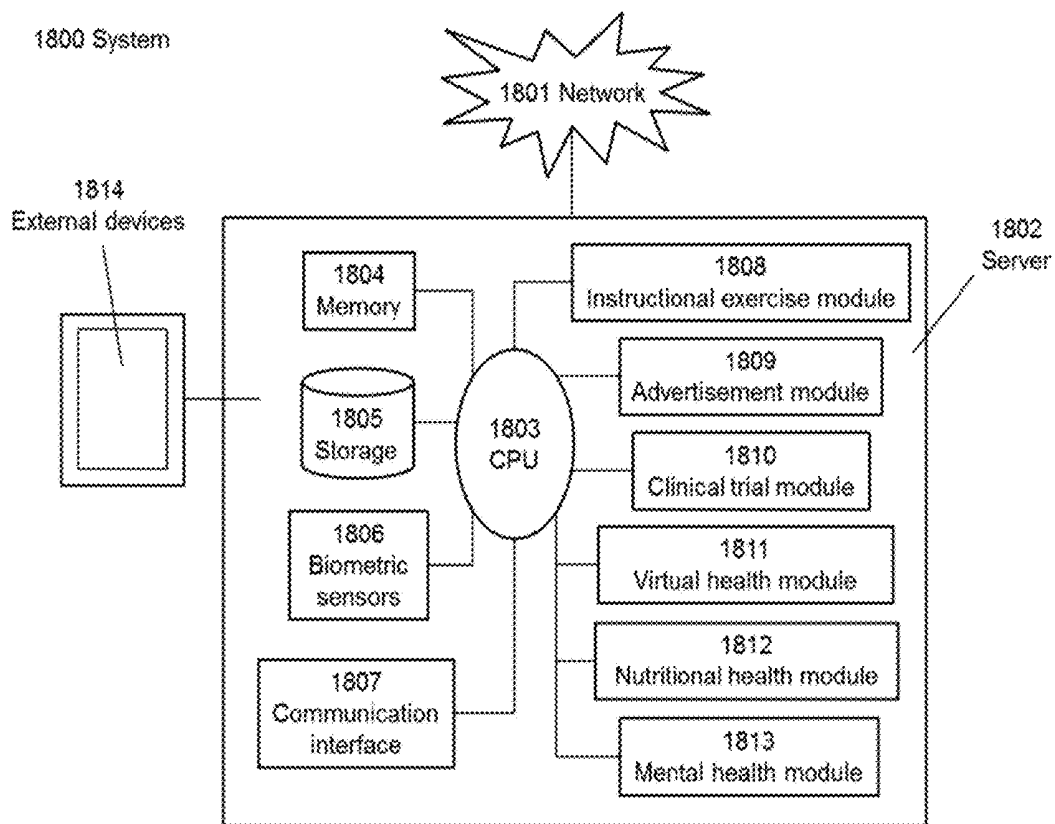 1800 System
1801 Network
1814
External devices
1802
Server
1804
Memory
1805
Storage
1806
Biometric
sensors
1807
Communication
interface
1803
CPU
1808
Instructional exercise module
1809
Advertisement module
1810
Clinical trial module
1811
Virtual health module
1812
Nutritional health module
1813
Mental health module